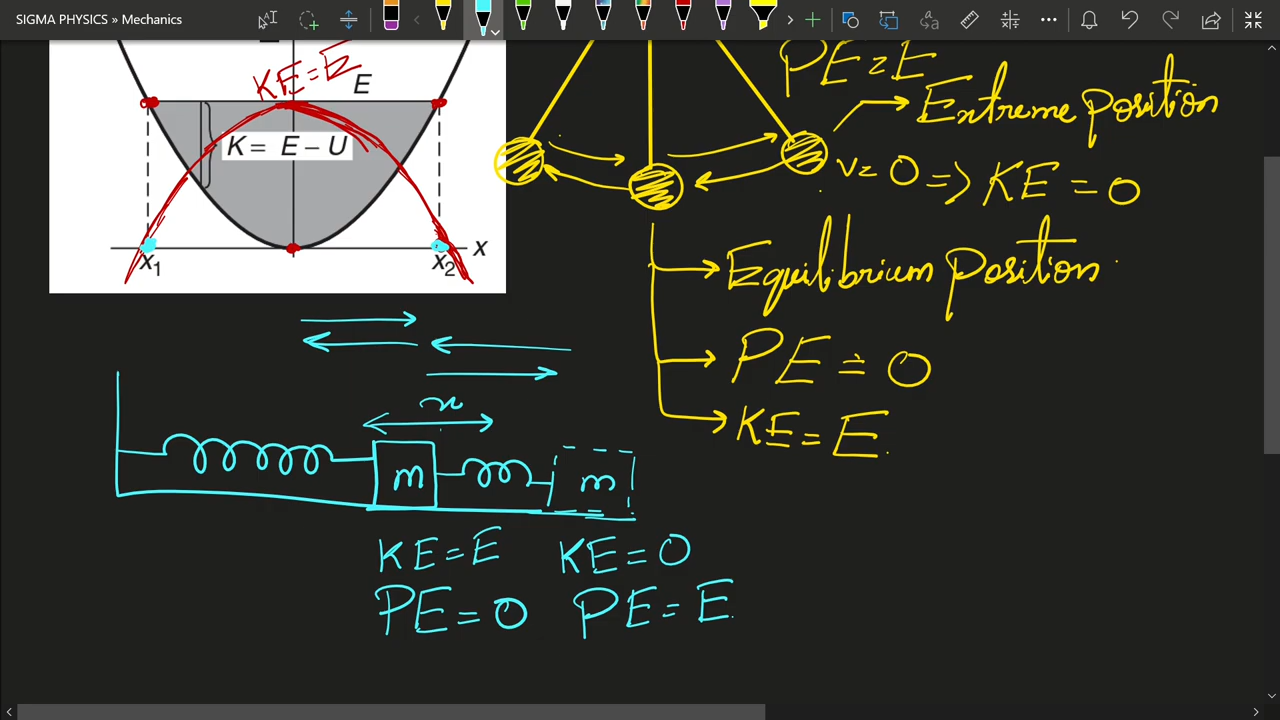 SIGMA PHYSICS » Mechanics
KE=E
E
K = E – U
x
x1
x2
PE=E
Extreme position
v=0 => KE=0
Equilibrium position
PE=0
KE=E
x
m
m
KE=E KE=0
PE=0 PE=E